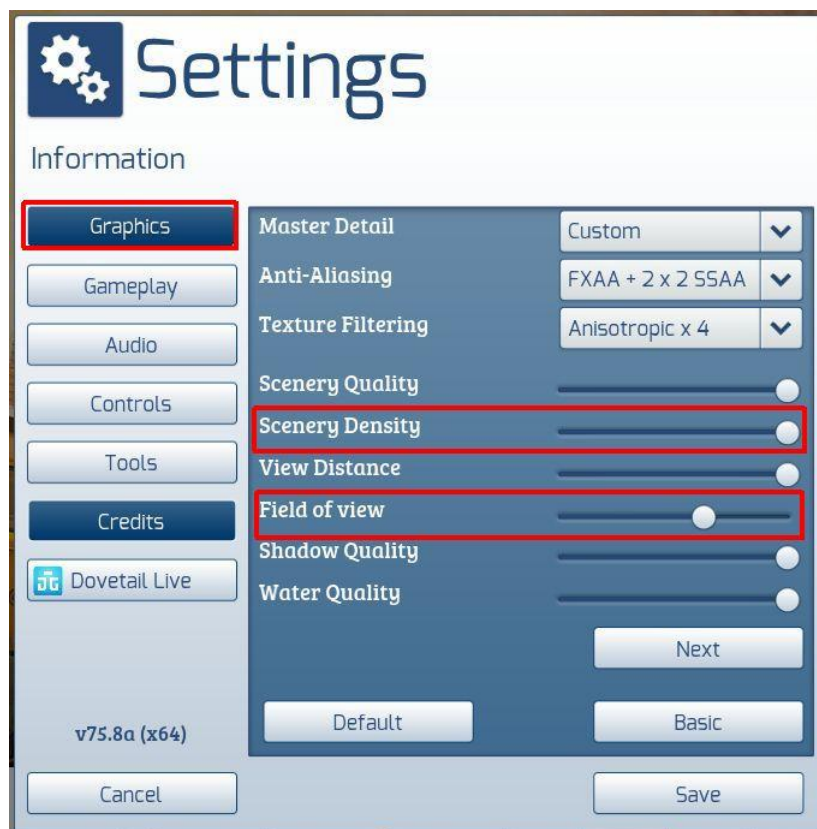 Settings
Information
Graphics
Gameplay
Audio
Controls
Tools
Credits
Dovetail Live
v75.8a (x64)
Cancel
Master Detail Custom
Anti-Aliasing FXAA + 2 x 2 SSAA
Texture Filtering Anisotropic x 4
Scenery Quality
Scenery Density
View Distance
Field of view
Shadow Quality
Water Quality
Next
Default Basic
Save